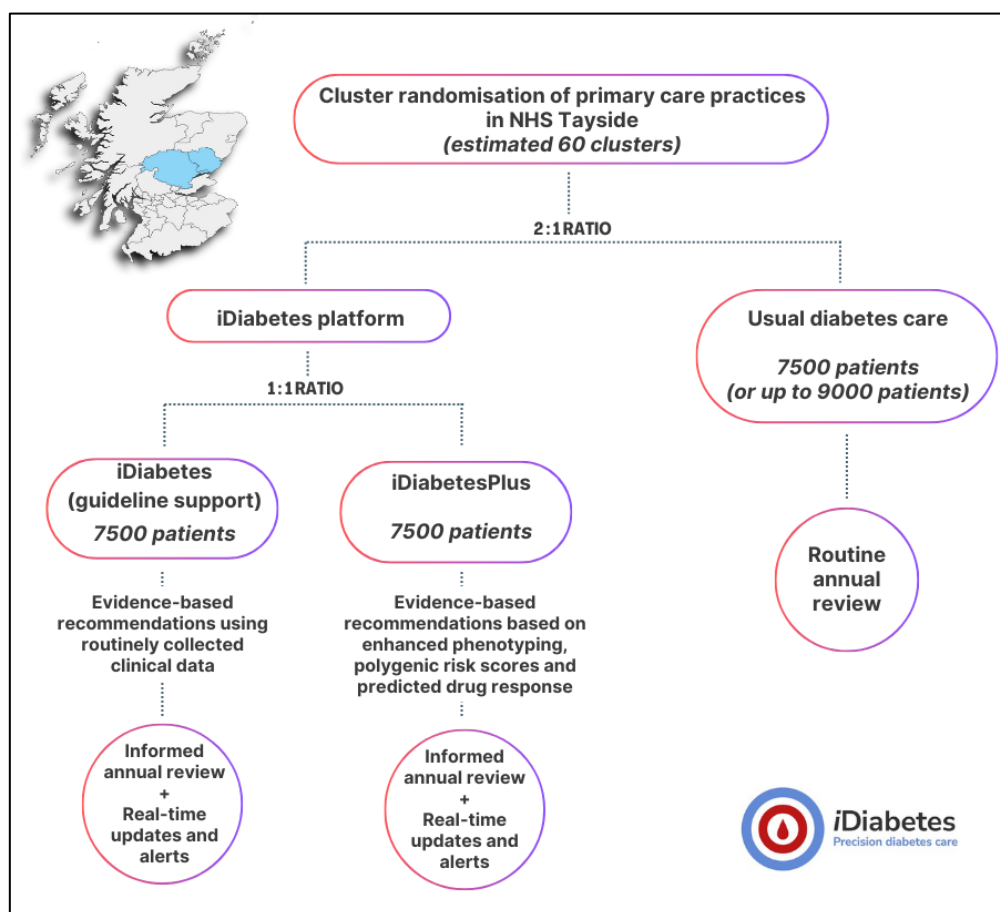 Cluster randomisation of primary care practices
in NHS Tayside
(estimated 60 clusters)
2:1RATIO
iDiabetes platform
Usual diabetes care
7500 patients
(or up to 9000 patients)
1:1RATIO
iDiabetes
(guideline support)
7500 patients
iDiabetesPlus
7500 patients
Routine
annual
review
Evidence-based
recommendations using
routinely collected
clinical data
Evidence-based
recommendations based on
enhanced phenotyping,
polygenic risk scores and
predicted drug response
Informed
annual review
+
Real-time
updates and
alerts
Informed
annual review
+
Real-time
updates and
alerts
iDiabetes
Precision diabetes care